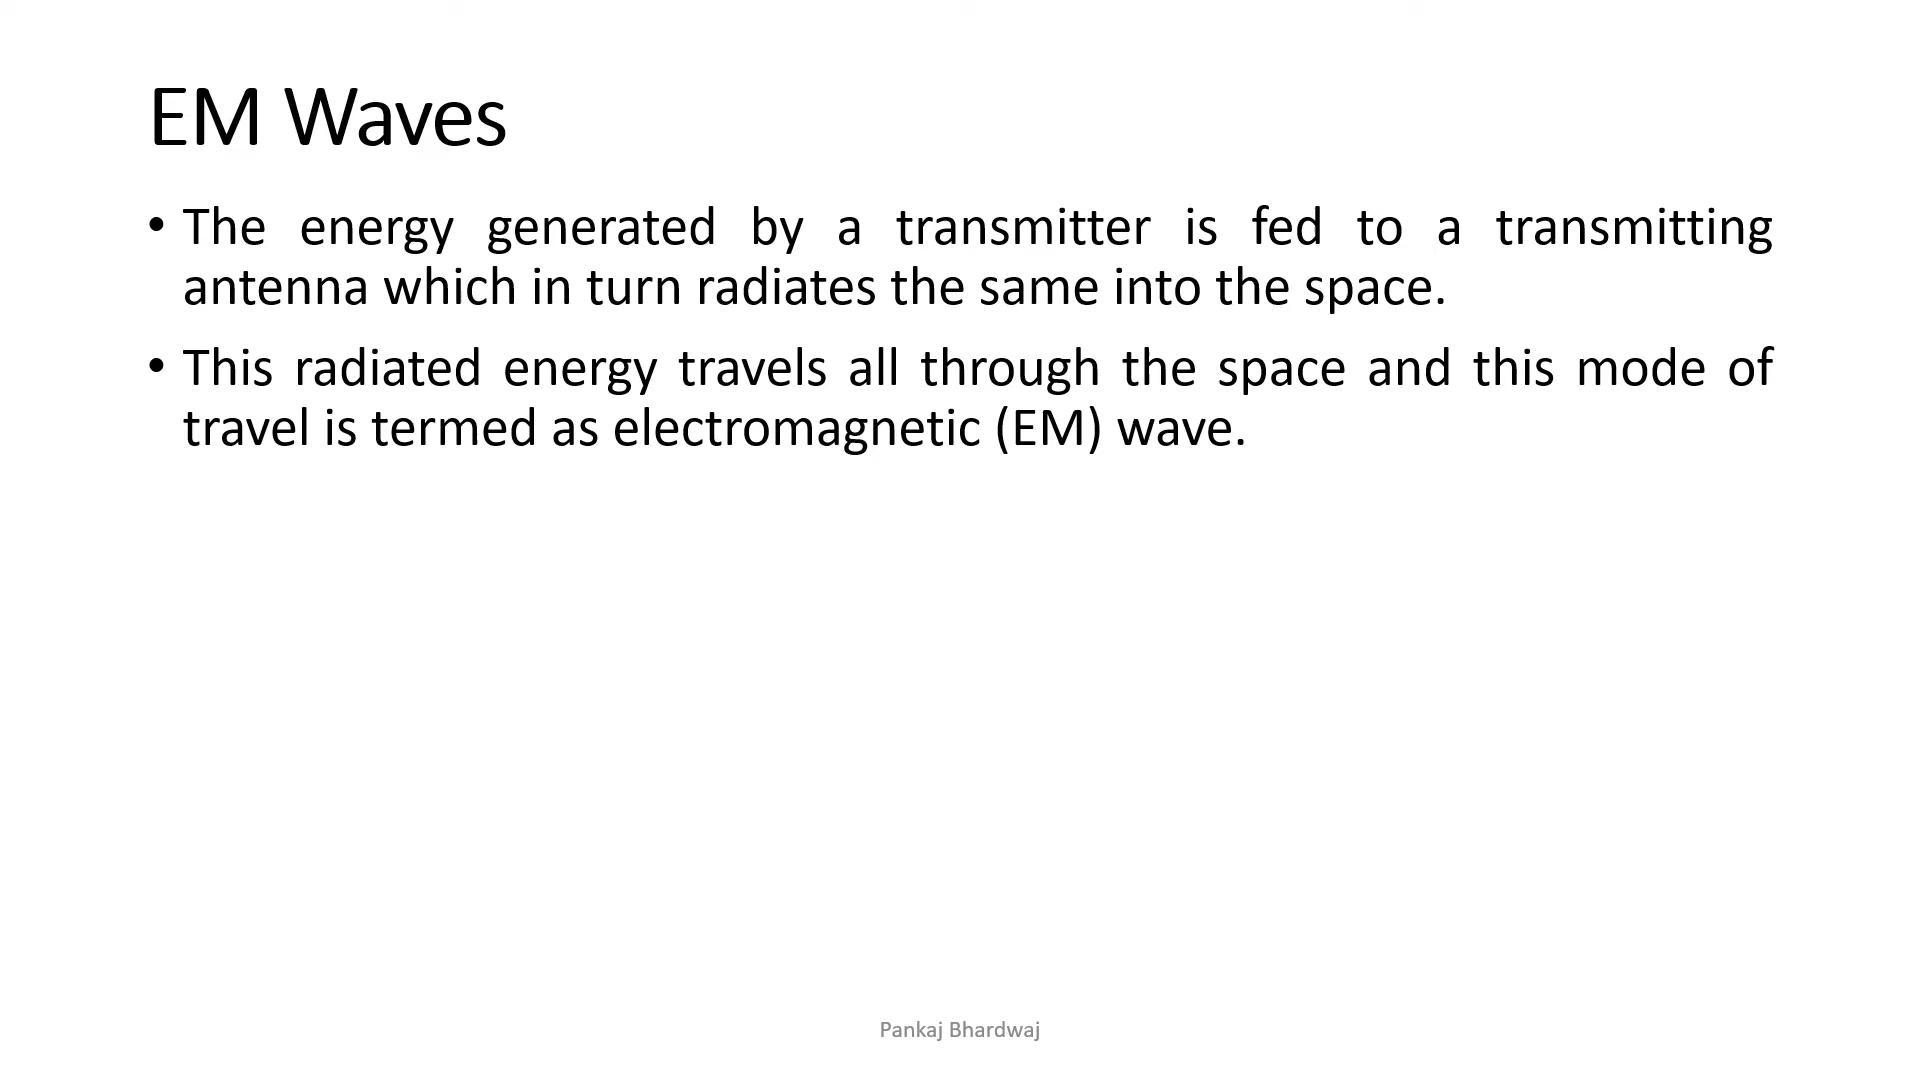 EM Waves
• The energy generated by a transmitter is fed to a transmitting
antenna which in turn radiates the same into the space.
• This radiated energy travels all through the space and this mode of
travel is termed as electromagnetic (EM) wave.
Pankaj Bhardwaj